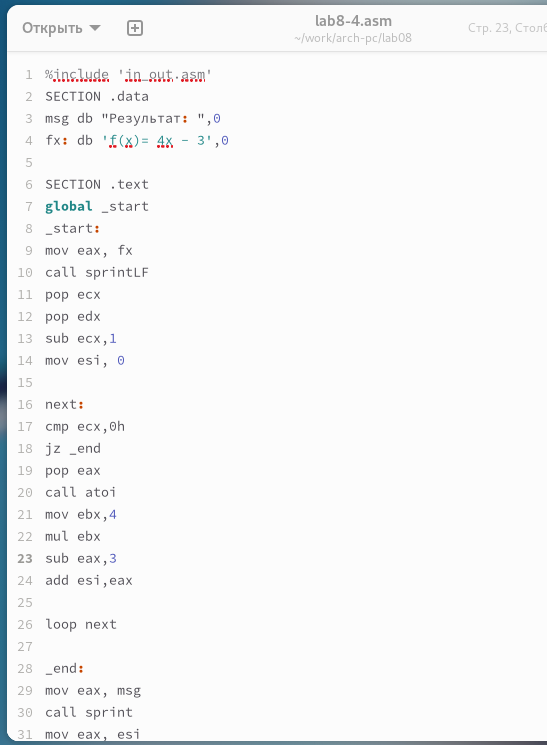 Открыть
lab8-4.asm
~/work/arch-pc/lab08
Стр. 23, Стол
1 %include 'in_out.asm'
2 SECTION .data
3 msg db "Результат: ",0
4 fx: db 'f(x)= 4x - 3',0
5
6 SECTION .text
7 global _start
8 _start:
9 mov eax, fx
10 call sprintLF
11 pop ecx
12 pop edx
13 sub ecx,1
14 mov esi, 0
15
16 next:
17 cmp ecx,0h
18 jz _end
19 pop eax
20 call atoi
21 mov ebx,4
22 mul ebx
23 sub eax,3
24 add esi,eax
25
26 loop next
27
28 _end:
29 mov eax, msg
30 call sprint
31 mov eax, esi